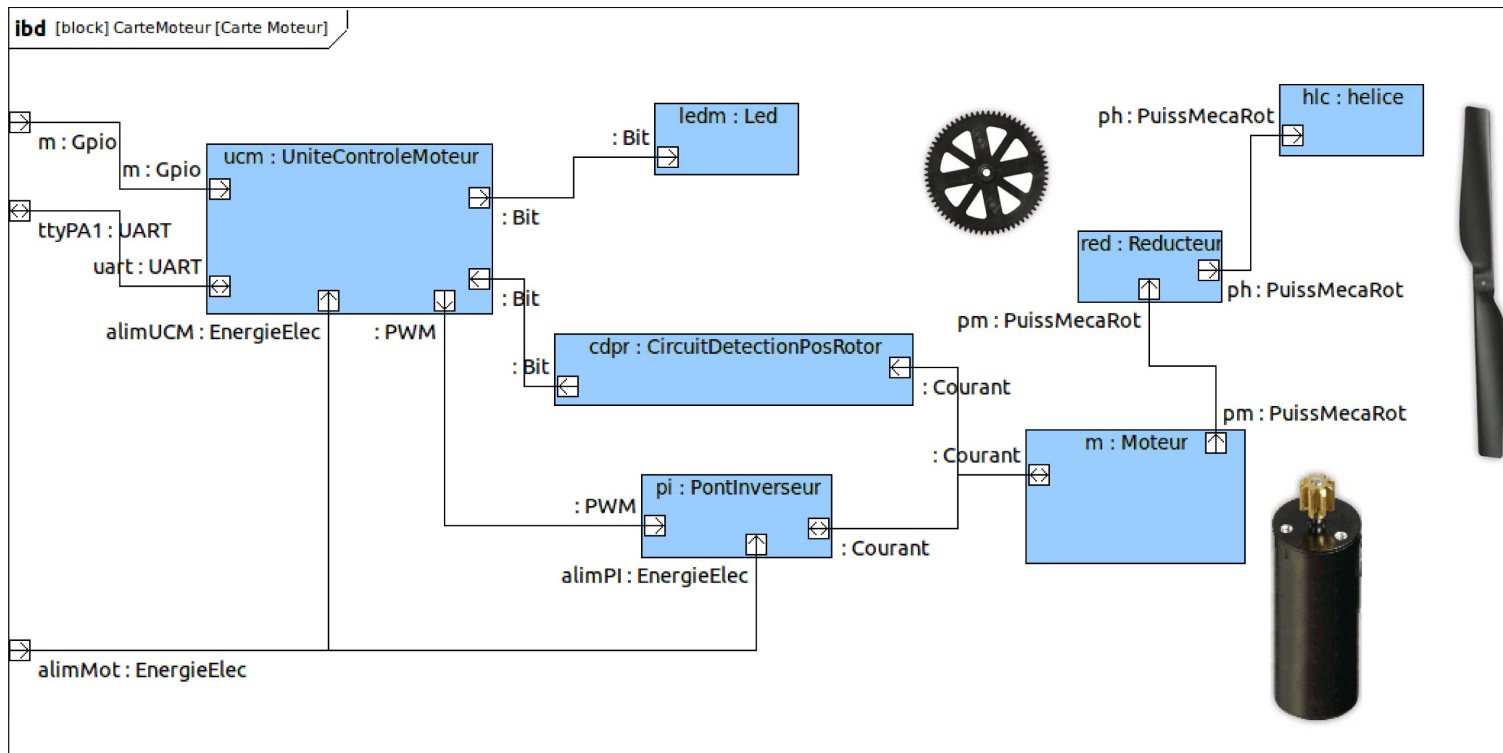 ibd [block] CarteMoteur [Carte Moteur]
m : Gpio
m : Gpio
ttyPA1 : UART
uart : UART
ucm : UniteControleMoteur
alimUCM : EnergieElec
: PWM
: Bit
: Bit
: Bit
ledm : Led
: Bit
cdpr : CircuitDetectionPosRotor
: Courant
: Courant
pi : PontInverseur
: PWM
: Courant
alimPI : EnergieElec
alimMot : EnergieElec
m : Moteur
pm : PuissMecaRot
pm : PuissMecaRot
red : Reducteur
ph : PuissMecaRot
ph : PuissMecaRot
hlc : helice